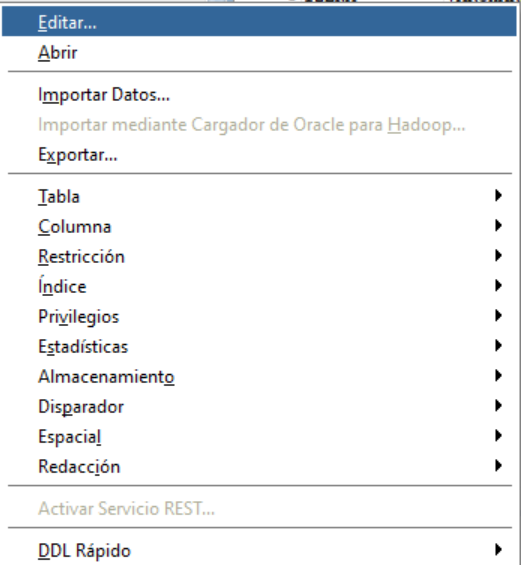 Editar...
Abrir
Importar Datos...
Importar mediante Cargador de Oracle para Hadoop...
Exportar...
Tabla
Columna
Restricción
Índice
Privilegios
Estadísticas
Almacenamiento
Disparador
Espacial
Redacción
Activar Servicio REST...
DDL Rápido